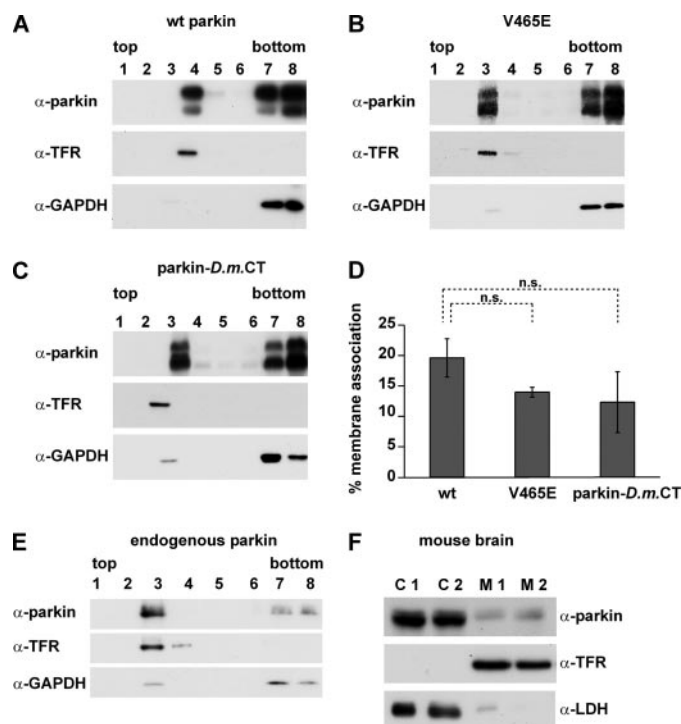 A wt parkin
top bottom
1 2 3 4 5 6 7 8
α-parkin
α-TFR
α-GAPDH
B V465E
top bottom
1 2 3 4 5 6 7 8
α-parkin
α-TFR
α-GAPDH
C parkin-D.m.CT
top bottom
1 2 3 4 5 6 7 8
α-parkin
α-TFR
α-GAPDH
D
n.s.
n.s.
% membrane association
25
20
15
10
5
0
wt V465E parkin-D.m.CT
E endogenous parkin
top bottom
1 2 3 4 5 6 7 8
α-parkin
α-TFR
α-GAPDH
F mouse brain
C 1 C 2 M 1 M 2
α-parkin
α-TFR
α-LDH